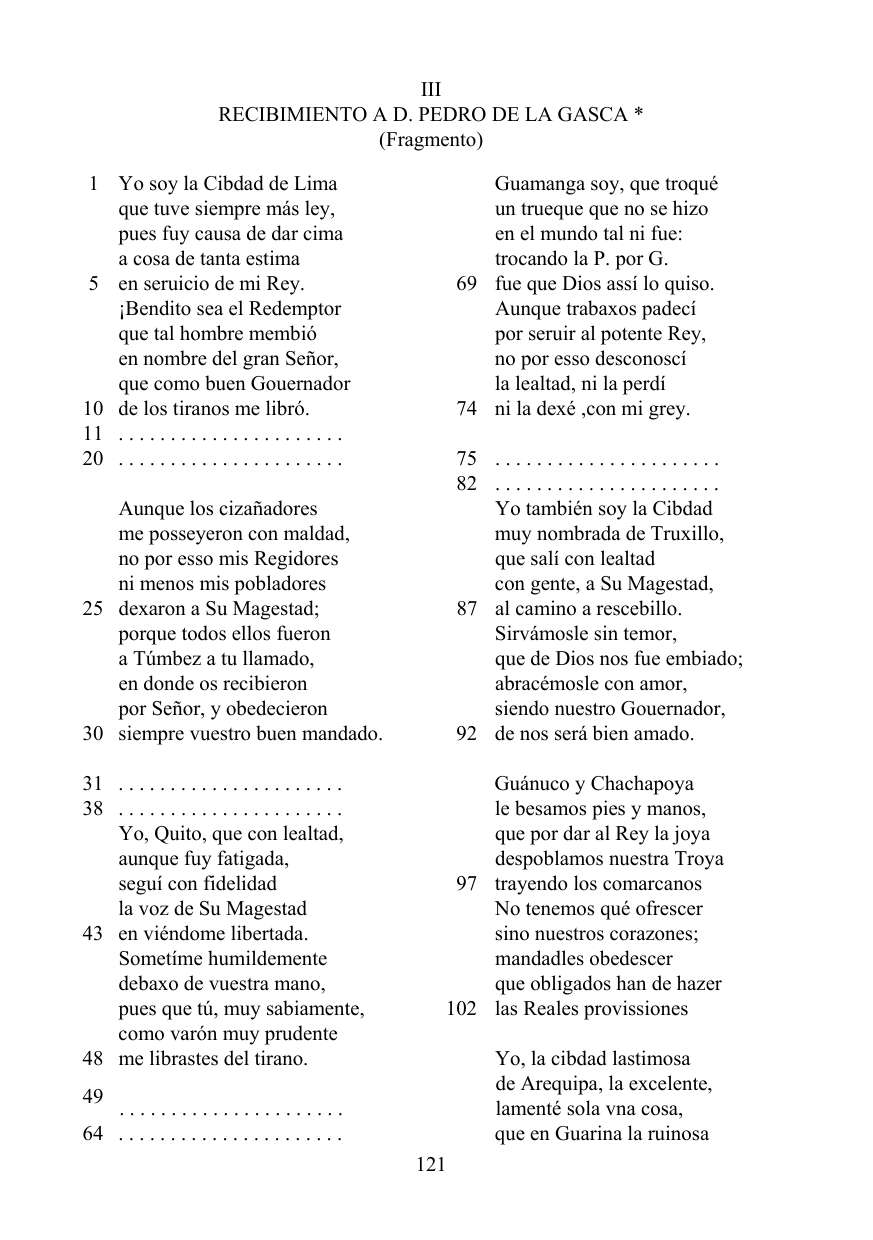 III
RECIBIMIENTO A D. PEDRO DE LA GASCA *
(Fragmento)
1 Yo soy la Cibdad de Lima
que tuve siempre más ley,
pues fuy causa de dar cima
a cosa de tanta estima
5 en seruicio de mi Rey.
¡Bendito sea el Redemptor
que tal hombre membió
en nombre del gran Señor,
que como buen Gouernador
10 de los tiranos me libró.
11 . . . . . . . . . . . . . . . . . . . . . .
20 . . . . . . . . . . . . . . . . . . . . . .
Aunque los cizañadores
me posseyeron con maldad,
no por esso mis Regidores
ni menos mis pobladores
25 dexaron a Su Magestad;
porque todos ellos fueron
a Túmbez a tu llamado,
en donde os recibieron
por Señor, y obedecieron
30 siempre vuestro buen mandado.
31 . . . . . . . . . . . . . . . . . . . . . .
38 . . . . . . . . . . . . . . . . . . . . . .
Yo, Quito, que con lealtad,
aunque fuy fatigada,
seguí con fidelidad
la voz de Su Magestad
43 en viéndome libertada.
Sometíme humildemente
debaxo de vuestra mano,
pues que tú, muy sabiamente,
como varón muy prudente
48 me librastes del tirano.
49 . . . . . . . . . . . . . . . . . . . . . .
64 . . . . . . . . . . . . . . . . . . . . . .
Guamanga soy, que troqué
un trueque que no se hizo
en el mundo tal ni fue:
trocando la P. por G.
69 fue que Dios assí lo quiso.
Aunque trabaxos padecí
por seruir al potente Rey,
no por esso desconoscí
la lealtad, ni la perdí
74 ni la dexé ,con mi grey.
75 . . . . . . . . . . . . . . . . . . . . . .
82 . . . . . . . . . . . . . . . . . . . . . .
Yo también soy la Cibdad
muy nombrada de Truxillo,
que salí con lealtad
con gente, a Su Magestad,
87 al camino a rescebillo.
Sirvámosle sin temor,
que de Dios nos fue embiado;
abracémosle con amor,
siendo nuestro Gouernador,
92 de nos será bien amado.
Guánuco y Chachapoya
le besamos pies y manos,
que por dar al Rey la joya
despoblamos nuestra Troya
97 trayendo los comarcanos
No tenemos qué ofrescer
sino nuestros corazones;
mandadles obedescer
que obligados han de hazer
102 las Reales provissiones
Yo, la cibdad lastimosa
de Arequipa, la excelente,
lamenté sola vna cosa,
que en Guarina la ruinosa
121